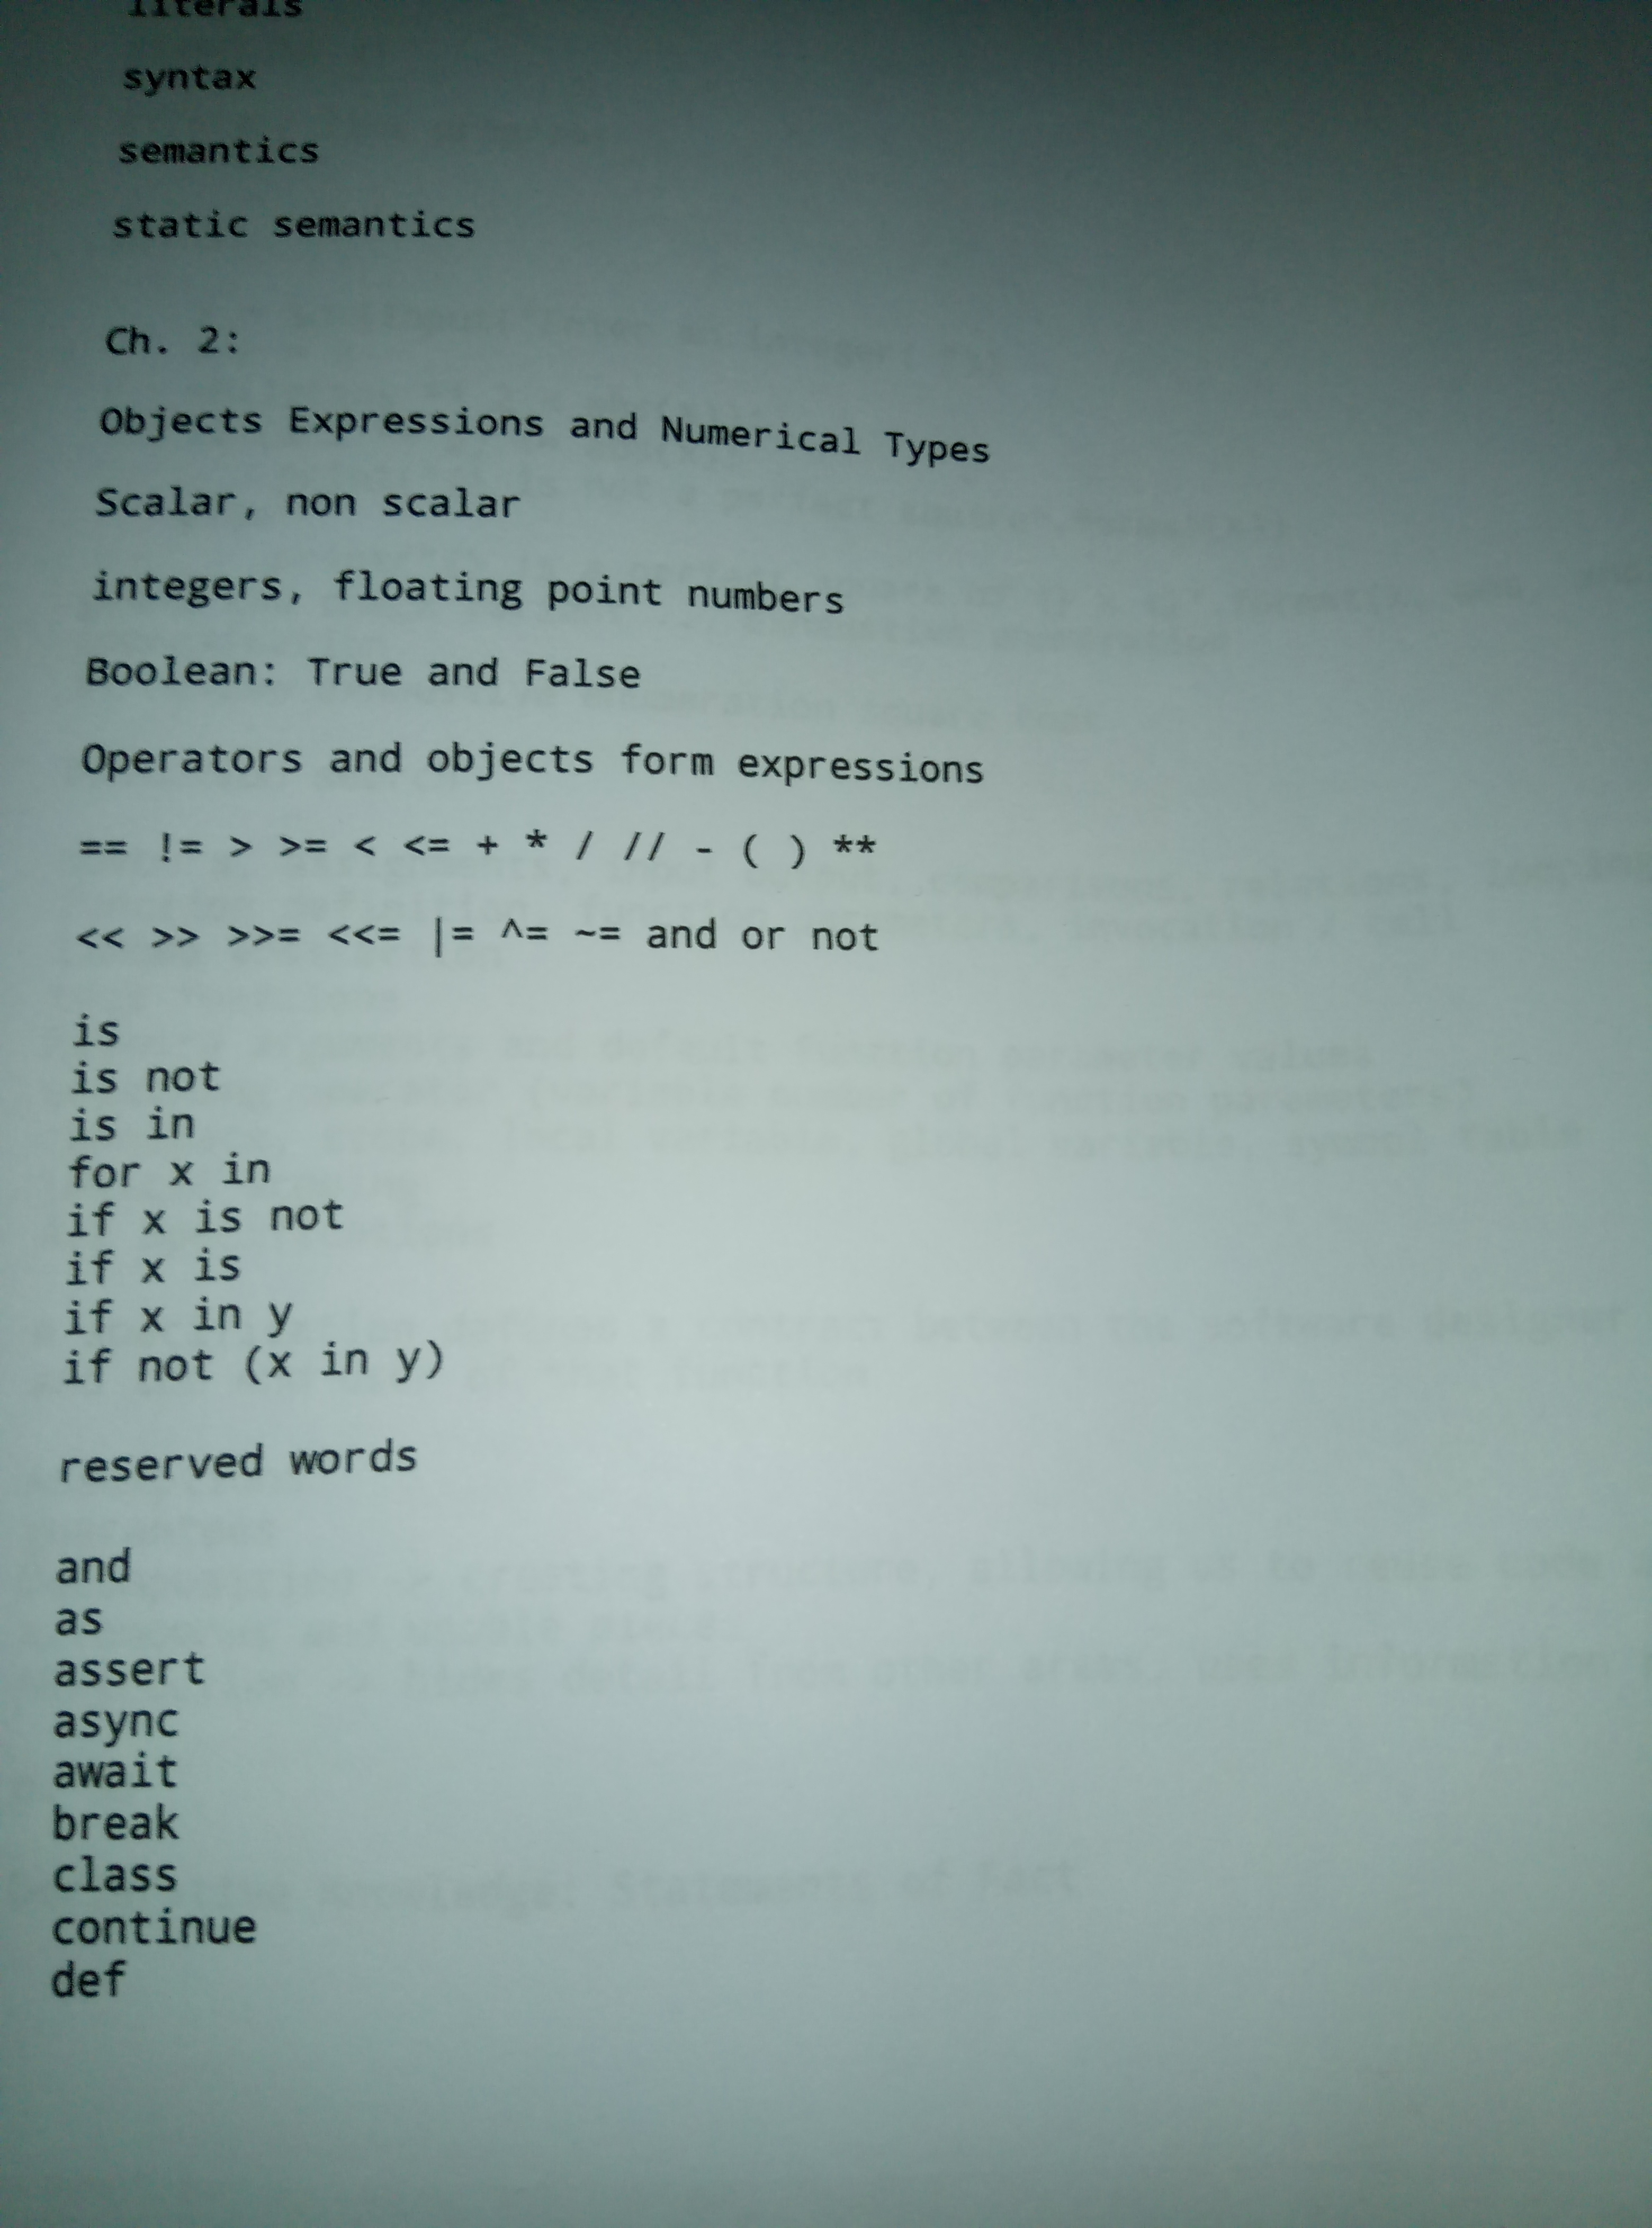 literals
syntax
semantics
static semantics
Ch. 2:
Objects Expressions and Numerical Types
Scalar, non scalar
integers, floating point numbers
Boolean: True and False
Operators and objects form expressions
== != > >= < <= + * / // - ( ) **
<< >> >>= <<= |= ^= ~= and or not
is
is not
is in
for x in
if x is not
if x is
if x in y
if not (x in y)
reserved words
and
as
assert
async
await
break
class
continue
def